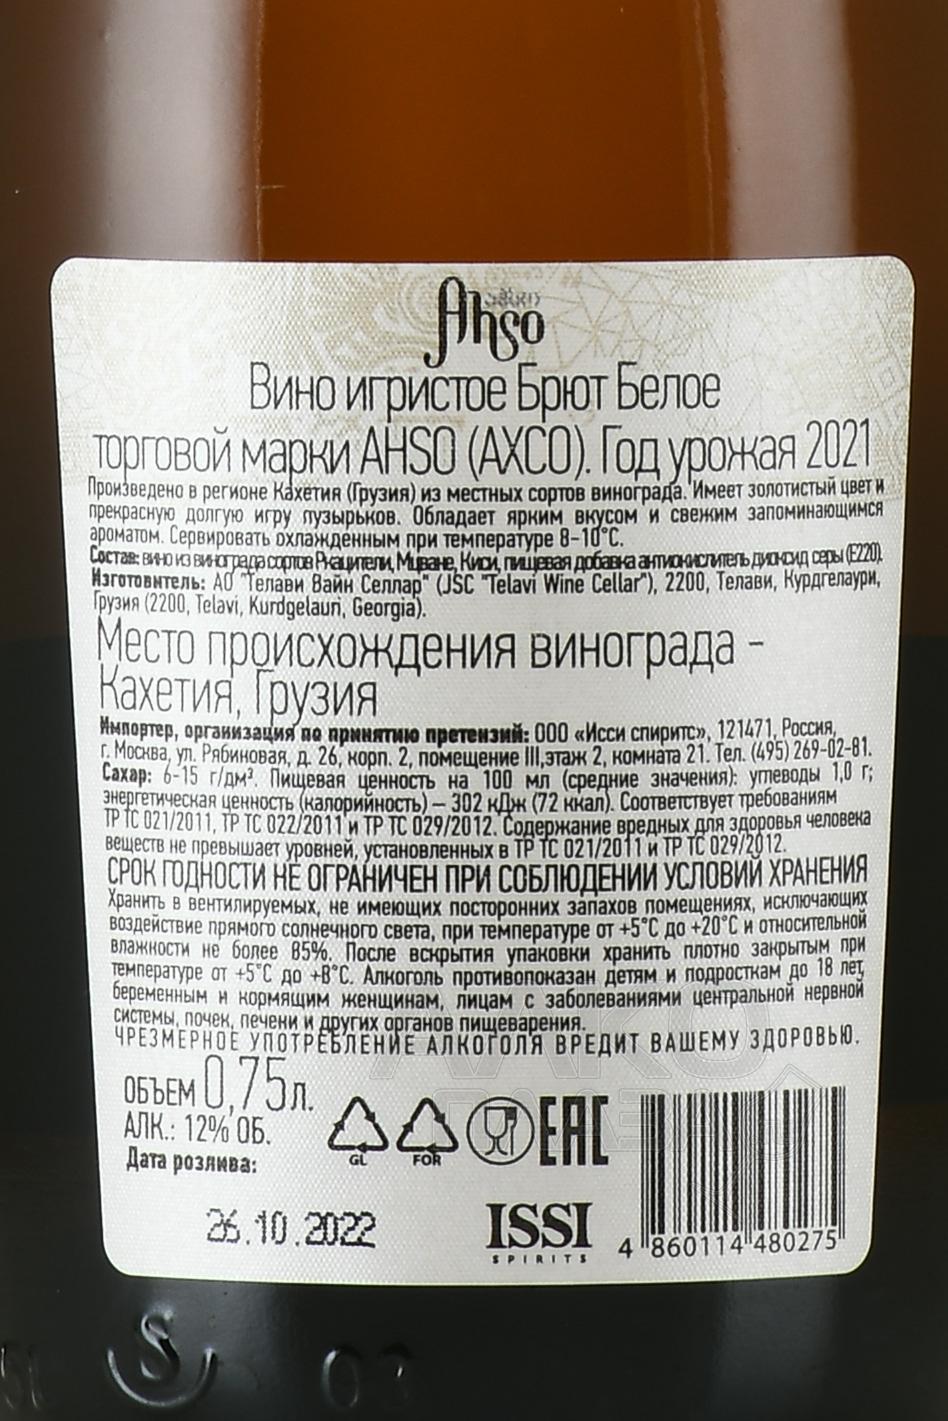 Ahso
Вино игристое Брют Белое
торговой марки AHSO (АХСО). Год урожая 2021
Произведено в регионе Кахетия (Грузия) из местных сортов винограда. Имеет золотистый цвет и
прекрасную долгую игру пузырьков. Обладает ярким вкусом и свежим запоминающимся
ароматом. Сервировать охлажденным при температуре 8-10°С.
Состав: вино из винограда сортов Ркацители, Мцване, Киси, пищевая добавка антиокислитель диоксид серы (Е220).
Изготовитель: АО "Телави Вайн Селлар" (JSC "Telavi Wine Cellar"), 2200, Телави, Курдгелаури,
Грузия (2200, Telavi, Kurdgelauri, Georgia).
Место происхождения винограда –
Кахетия, Грузия
Импортер, организация по принятию претензий: ООО «Исси спиритс», 121471, Россия,
г. Москва, ул. Рябиновая, д. 26, корп. 2, помещение III,этаж 2, комната 21. Тел. (495) 269-02-81.
Сахар: 6-15 г/дм³. Пищевая ценность на 100 мл (средние значения): углеводы 1,0 г;
энергетическая ценность (калорийность) – 302 кДж (72 ккал). Соответствует требованиям
ТР ТС 021/2011, ТР ТС 022/2011 и ТР ТС 029/2012. Содержание вредных для здоровья человека
веществ не превышает уровней, установленных в ТР ТС 021/2011 и ТР ТС 029/2012.
СРОК ГОДНОСТИ НЕ ОГРАНИЧЕН ПРИ СОБЛЮДЕНИИ УСЛОВИЙ ХРАНЕНИЯ
Хранить в вентилируемых, не имеющих посторонних запахов помещениях, исключающих
воздействие прямого солнечного света, при температуре от +5°С до +20°С и относительной
влажности не более 85%. После вскрытия упаковки хранить плотно закрытым при
температуре от +5°С до +8°С. Алкоголь противопоказан детям и подросткам до 18 лет,
беременным и кормящим женщинам, лицам с заболеваниями центральной нервной
системы, почек, печени и других органов пищеварения.
ЧРЕЗМЕРНОЕ УПОТРЕБЛЕНИЕ АЛКОГОЛЯ ВРЕДИТ ВАШЕМУ ЗДОРОВЬЮ.
ОБЪЕМ 0,75л.
АЛК.: 12% ОБ.
Дата розлива:
GL FOR EAC
26.10.2022
ISSI
SPIRITS
4 860114 480275